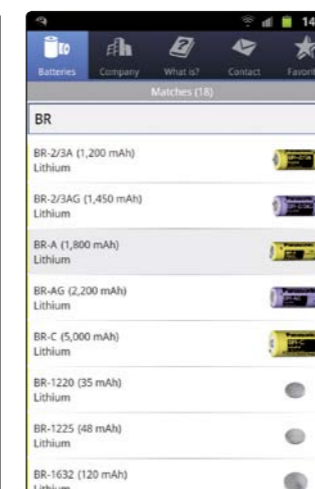 14
Batteries Company What is? Contact Favorit
Matches (18)
BR
BR-2/3A (1,200 mAh)
Lithium
BR-2/3AG (1,450 mAh)
Lithium
BR-A (1,800 mAh)
Lithium
BR-AG (2,200 mAh)
Lithium
BR-C (5,000 mAh)
Lithium
BR-1220 (35 mAh)
Lithium
BR-1225 (48 mAh)
Lithium
BR-1632 (120 mAh)
Lithium